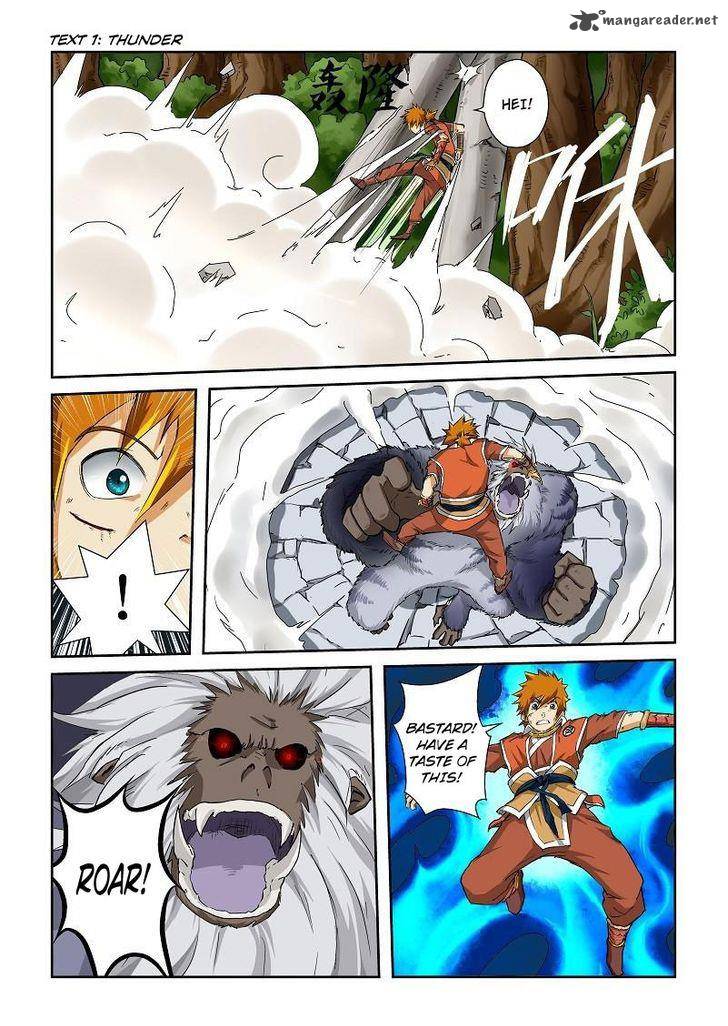 mangareader.net
TEXT 1: THUNDER
轰隆
HEI!
咻
!
BASTARD!
HAVE A
TASTE OF
THIS!
ROAR!